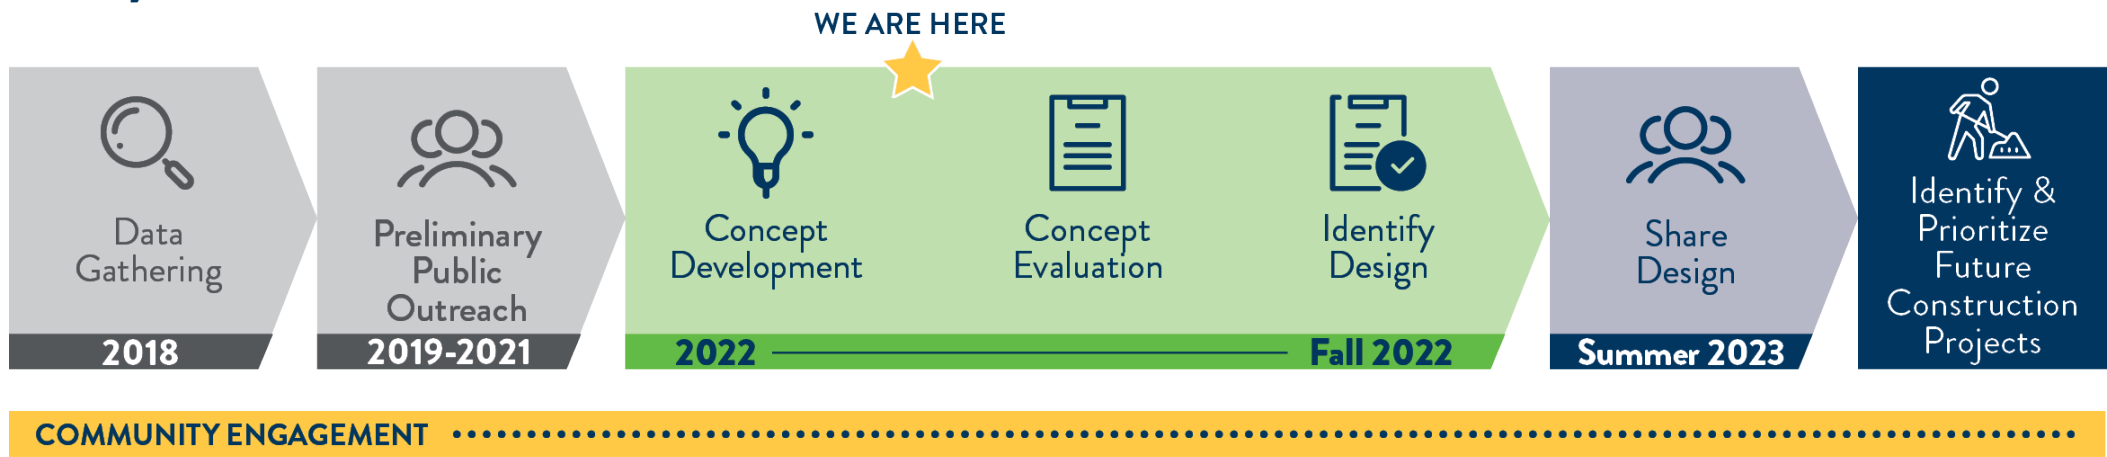 WE ARE HERE
Data
Gathering
2018
Preliminary
Public
Outreach
2019-2021
Concept
Development
Concept
Evaluation
Identify
Design
2022
Fall 2022
Share
Design
Summer 2023
Identify &
Prioritize
Future
Construction
Projects
COMMUNITY ENGAGEMENT